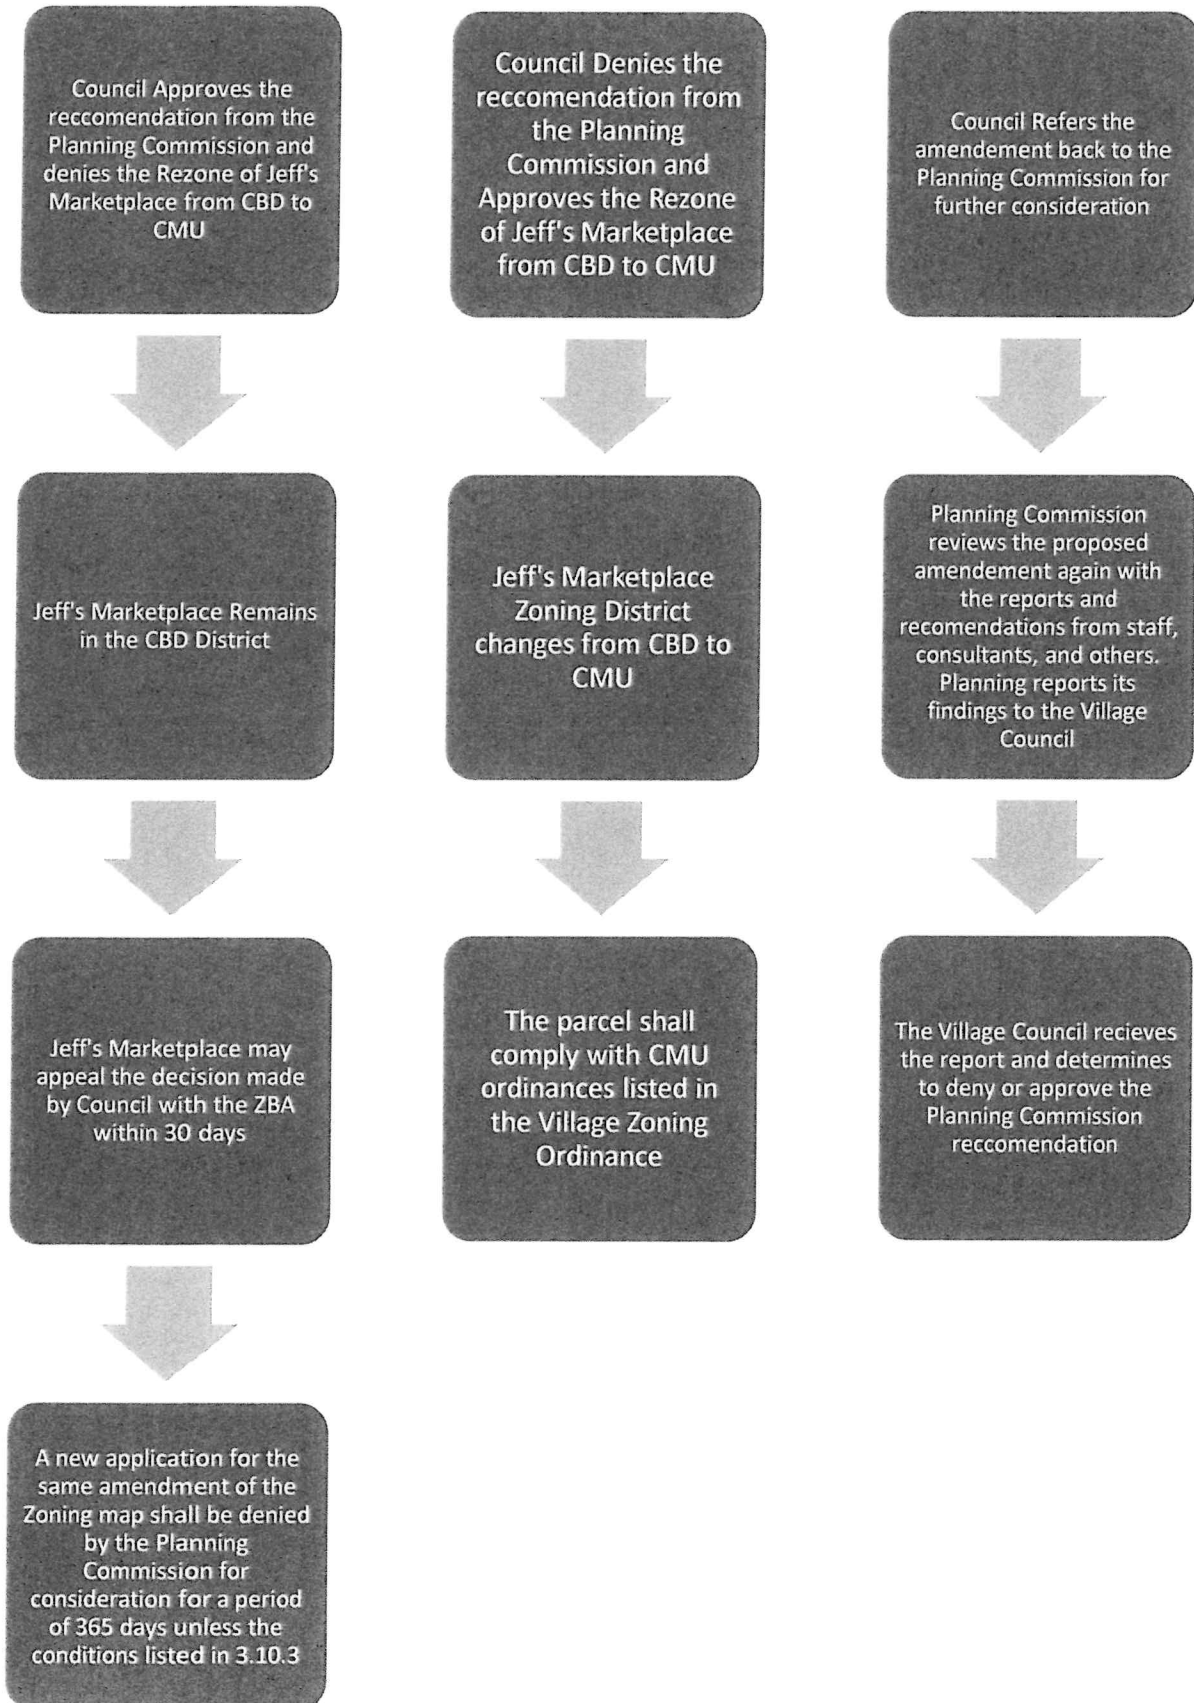 Council Approves the
reccomendation from the
Planning Commission and
denies the Rezone of Jeff's
Marketplace from CBD to
CMU
Jeff's Marketplace Remains
in the CBD District
Jeff's Marketplace may
appeal the decision made
by Council with the ZBA
within 30 days
A new application for the
same amendment of the
Zoning map shall be denied
by the Planning
Commission for
consideration for a period
of 365 days unless the
conditions listed in 3.10.3
Council Denies the
reccomendation from
the Planning
Commission and
Approves the Rezone
of Jeff's Marketplace
from CBD to CMU
Jeff's Marketplace
Zoning District
changes from CBD to
CMU
The parcel shall
comply with CMU
ordinances listed in
the Village Zoning
Ordinance
Council Refers the
amendement back to the
Planning Commission for
further consideration
Planning Commission
reviews the proposed
amendement again with
the reports and
recomendations from staff,
consultants, and others.
Planning reports its
findings to the Village
Council
The Village Council recieves
the report and determines
to deny or approve the
Planning Commission
reccomendation